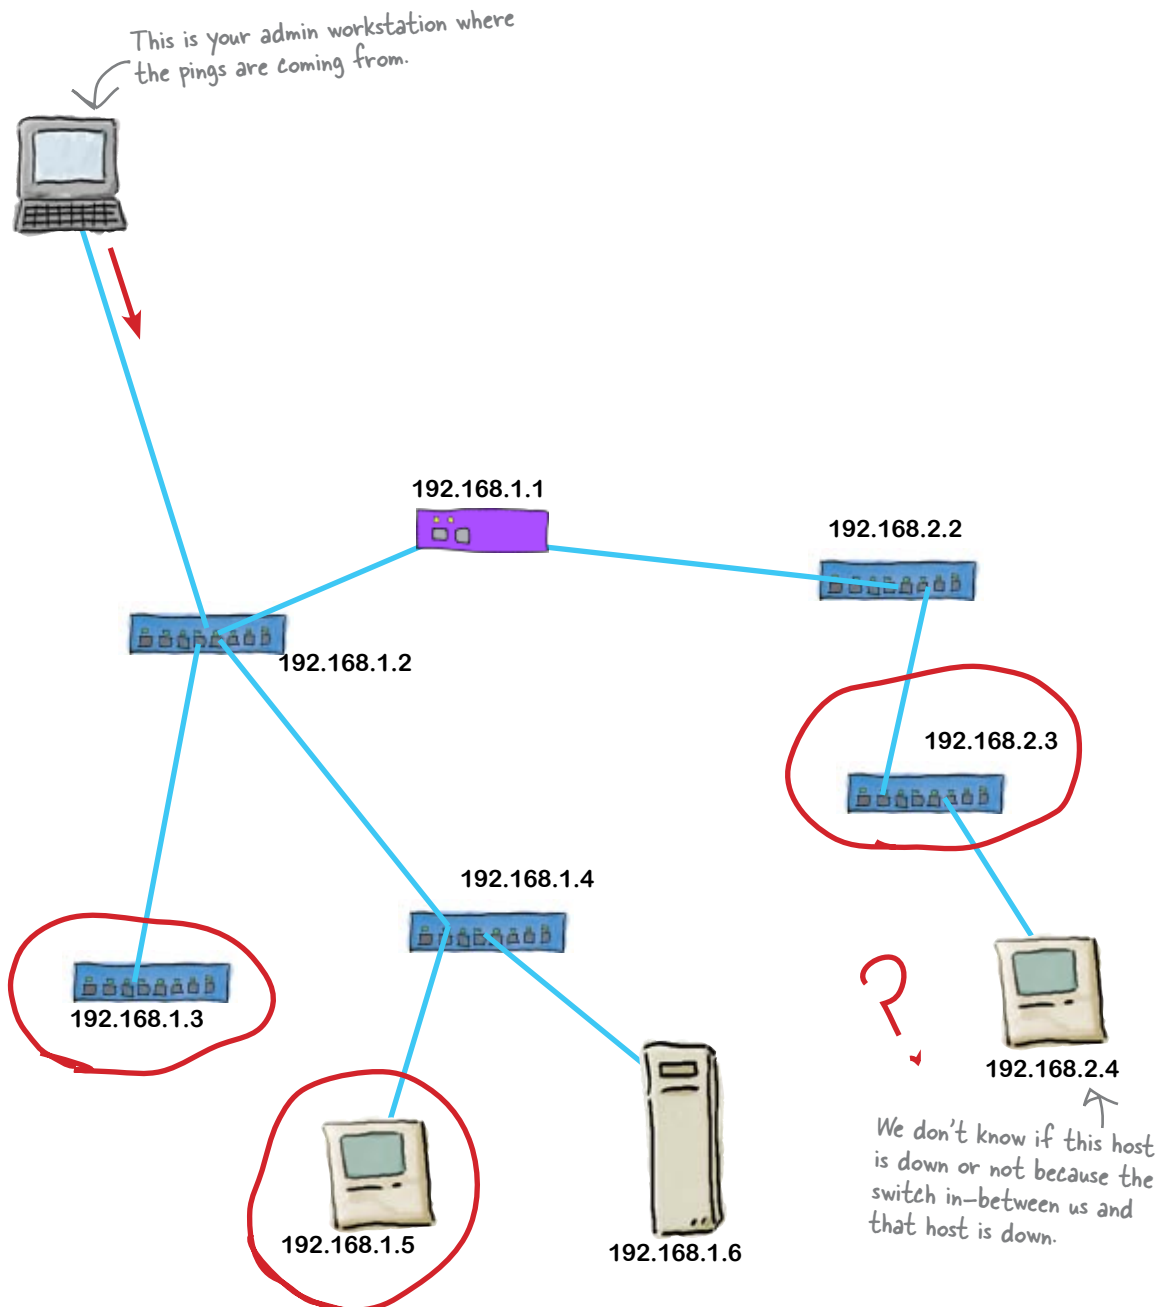 This is your admin workstation where
the pings are coming from.
192.168.1.1
192.168.2.2
192.168.1.2
192.168.2.3
192.168.1.4
192.168.1.3
192.168.2.4
We don't know if this host
is down or not because the
switch in-between us and
that host is down.
192.168.1.5
192.168.1.6